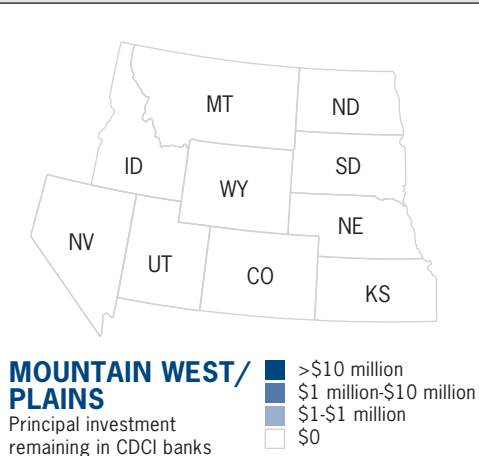 MT
ND
ID
SD
WY
NE
NV
UT
CO
KS
MOUNTAIN WEST/
PLAINS
Principal investment
remaining in CDCI banks
>$10 million
$1 million-$10 million
$1-$1 million
$0